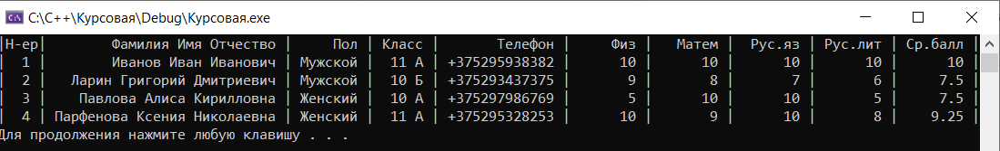 C:\C++\Курсовая\Debug\Курсовая.exe
|Н-ер| Фамилия Имя Отчество | Пол | Класс | Телефон | Физ | Матем | Рус.яз | Рус.лит | Ср.балл |
| 1 | Иванов Иван Иванович | Мужской | 11 А | +375295938382 | 10 | 10 | 10 | 10 | 10 |
| 2 | Ларин Григорий Дмитриевич | Мужской | 10 Б | +375293437375 | 9 | 8 | 7 | 6 | 7.5 |
| 3 | Павлова Алиса Кирилловна | Женский | 10 А | +375297986769 | 5 | 10 | 10 | 5 | 7.5 |
| 4 | Парфенова Ксения Николаевна | Женский | 11 А | +375295328253 | 10 | 9 | 10 | 8 | 9.25 |
Для продолжения нажмите любую клавишу . . .